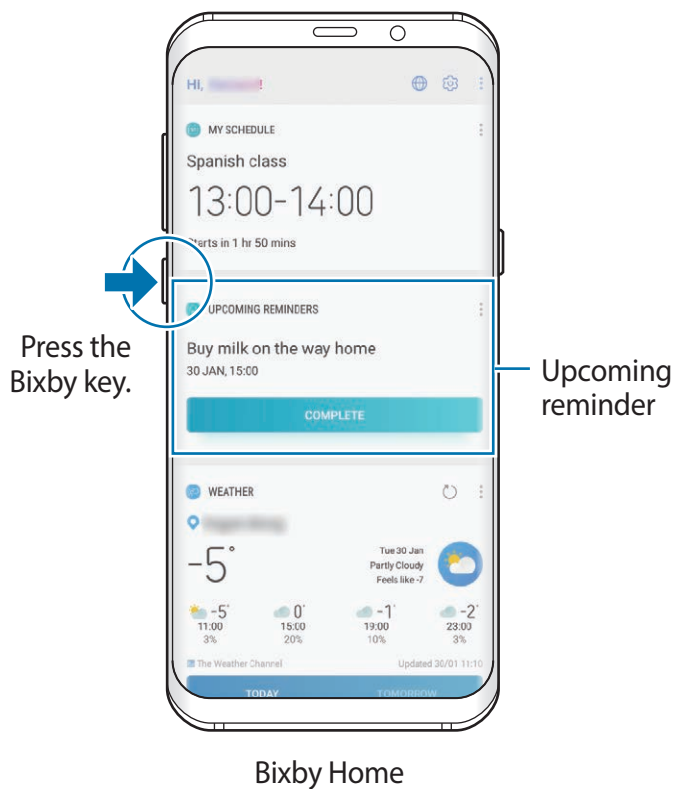 Hi, !
MY SCHEDULE
Spanish class
13:00-14:00
Starts in 1 hr 50 mins
Press the
Bixby key.
UPCOMING REMINDERS
Buy milk on the way home
30 JAN, 15:00
COMPLETE
Upcoming
reminder
WEATHER
-5°
Tue 30 Jan
Partly Cloudy
Feels like -7
-5° 0° -1° -2°
11:00 15:00 19:00 23:00
3% 20% 10% 3%
The Weather Channel Updated 30/01 11:10
TODAY TOMORROW
Bixby Home